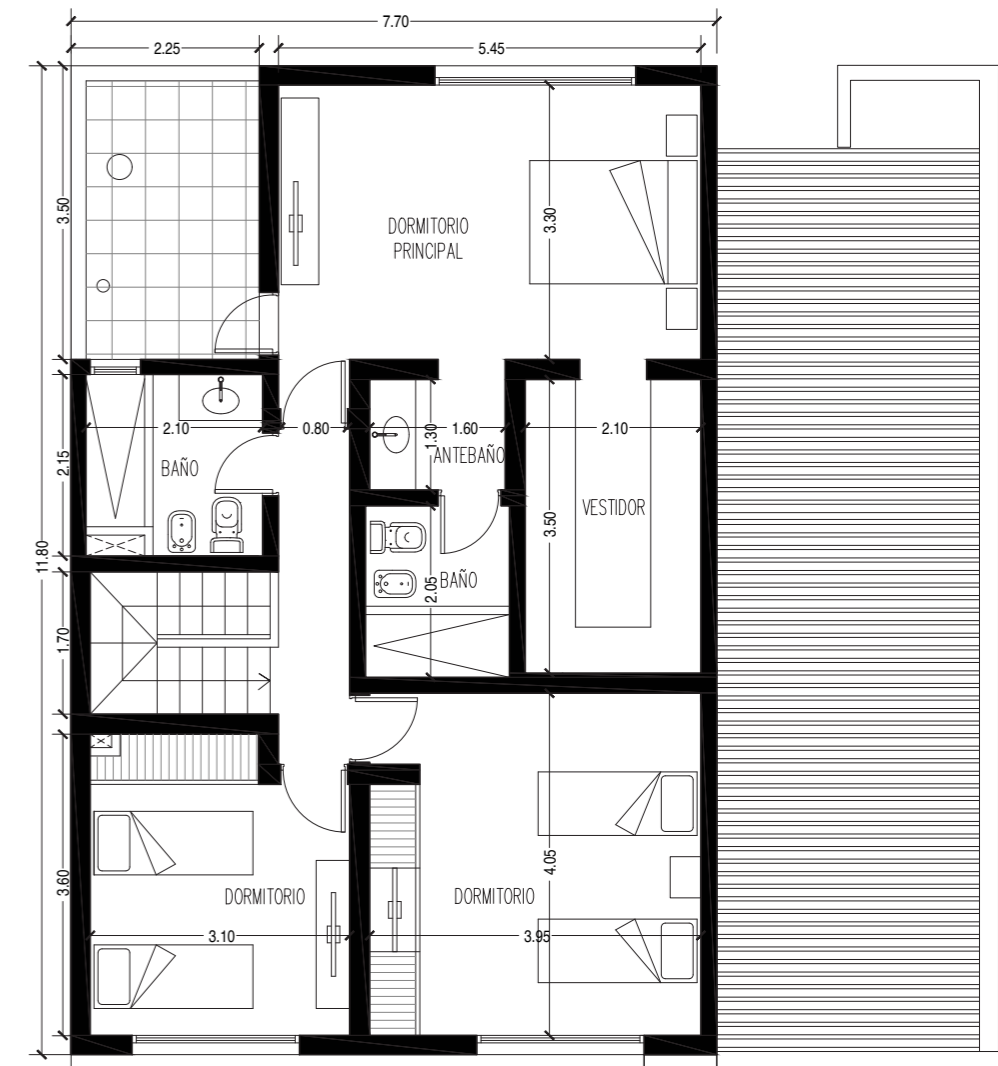 7.70
2.25
5.45
3.50
3.30
DORMITORIO
PRINCIPAL
2.10
0.80
1.60
2.10
1.30
ANTEBAÑO
BAÑO
2.15
VESTIDOR
3.50
11.80
BAÑO
2.05
1.70
X
4.05
3.60
DORMITORIO
DORMITORIO
3.10
3.95